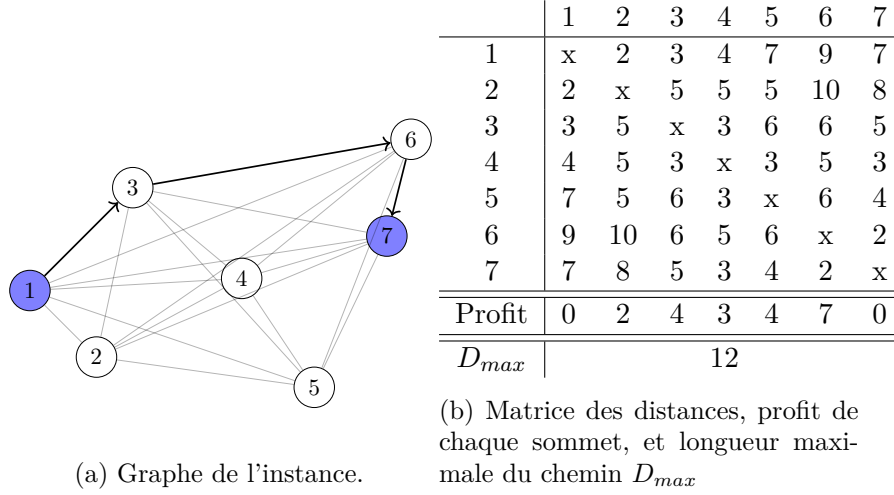 1 2 3 4 5 6 7
1 x 2 3 4 7 9 7
2 2 x 5 5 5 10 8
3 3 5 x 3 6 6 5
4 4 5 3 x 3 5 3
5 7 5 6 3 x 6 4
6 9 10 6 5 6 x 2
7 7 8 5 3 4 2 x
Profit 0 2 4 3 4 7 0
D_{max} 12
6
3
7
4
1
2
5
(a) Graphe de l'instance.
(b) Matrice des distances, profit de
chaque sommet, et longueur maxi-
male du chemin D_{max}